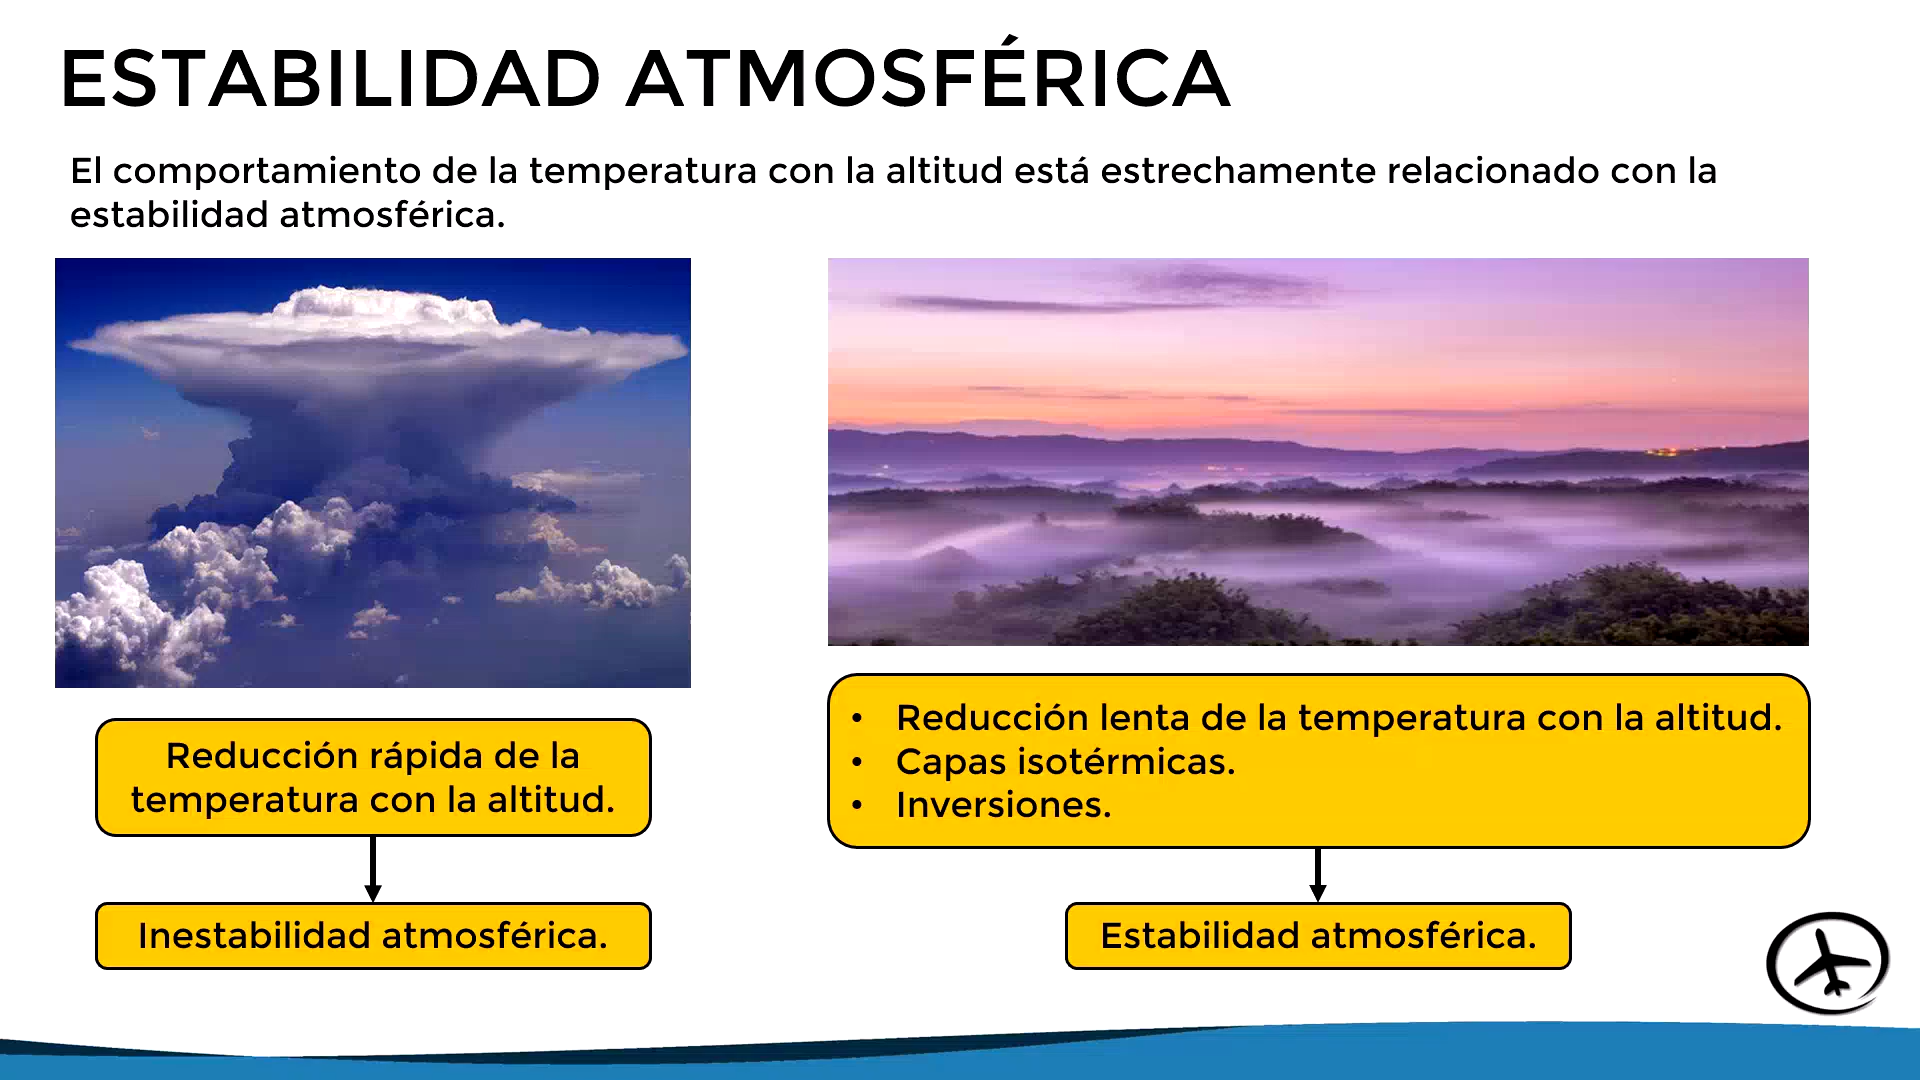 ESTABILIDAD ATMOSFÉRICA
El comportamiento de la temperatura con la altitud está estrechamente relacionado con la
estabilidad atmosférica.
Reducción rápida de la
temperatura con la altitud.
Inestabilidad atmosférica.
• Reducción lenta de la temperatura con la altitud.
• Capas isotérmicas.
• Inversiones.
Estabilidad atmosférica.